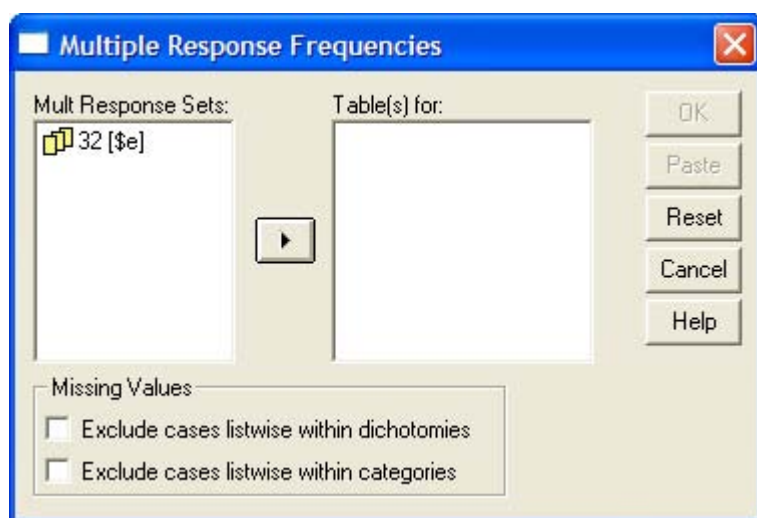 Multiple Response Frequencies
Mult Response Sets:
Table(s) for:
32 [$e]
OK
Paste
Reset
Cancel
Help
Missing Values
Exclude cases listwise within dichotomies
Exclude cases listwise within categories